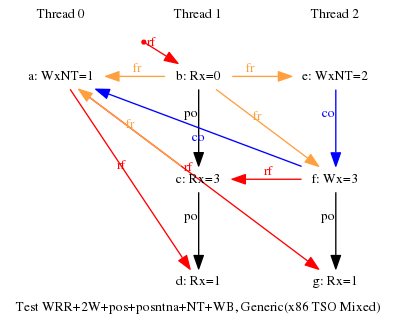 Thread 0 Thread 1 Thread 2
rf
a: WxNT=1 fr b: Rx=0 fr e: WxNT=2
po co
fr fr
co
rf rf rf
c: Rx=3 f: Wx=3
po po
d: Rx=1 g: Rx=1
Test WRR+2W+pos+posntna+NT+WB, Generic(x86 TSO Mixed)